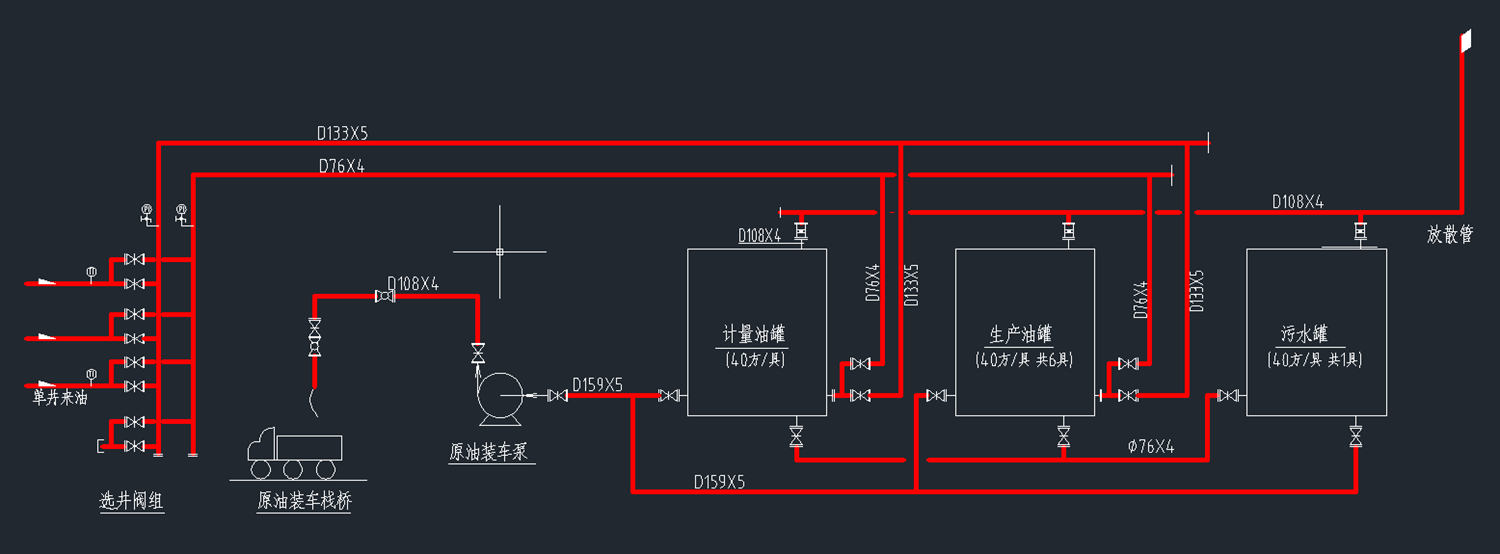 D133X5
D76X4
D108X4
D108X4
放散管
D76X4
D133X5
D76X4
D133X5
D108X4
计量油罐
(40方/具)
生产油罐
(40方/具 共6具)
污水罐
(40方/具 共1具)
D159X5
单井来油
原油装车泵
Φ76X4
D159X5
选井阀组
原油装车栈桥